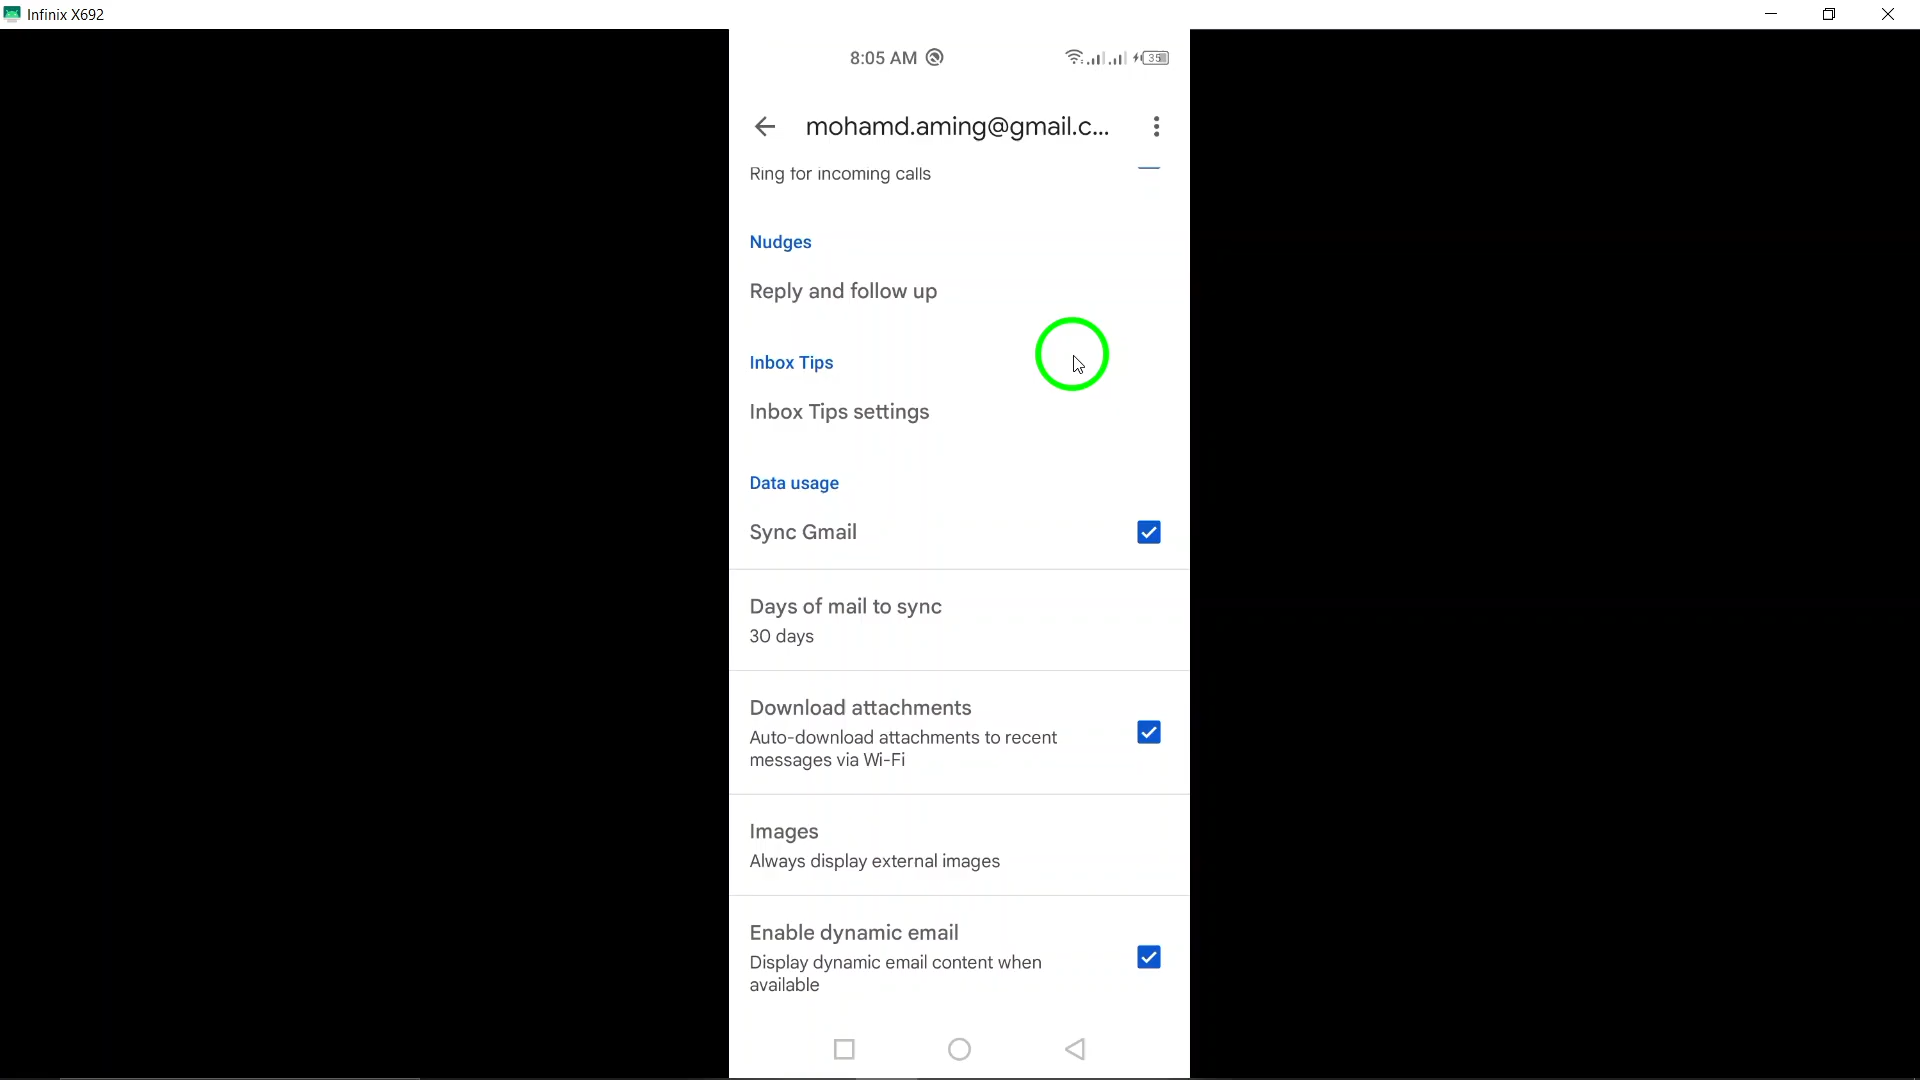 Infinix X692
8:05 AM
35
mohamd.aming@gmail.c...
Ring for incoming calls
Nudges
Reply and follow up
Inbox Tips
Inbox Tips settings
Data usage
Sync Gmail
Days of mail to sync
30 days
Download attachments
Auto-download attachments to recent
messages via Wi-Fi
Images
Always display external images
Enable dynamic email
Display dynamic email content when
available